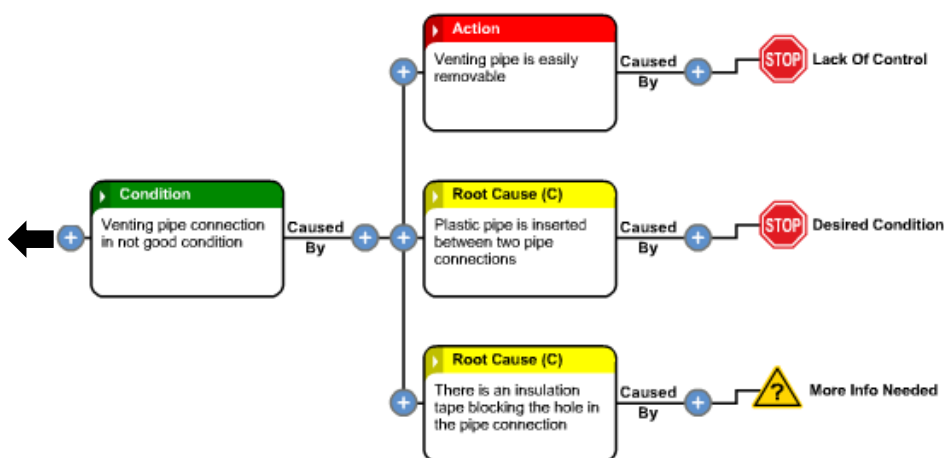 Action
Venting pipe is easily
removable
Caused
By
STOP
Lack Of Control
Condition
Venting pipe connection
in not good condition
Caused
By
Root Cause (C)
Plastic pipe is inserted
between two pipe
connections
Caused
By
STOP
Desired Condition
Root Cause (C)
There is an insulation
tape blocking the hole in
the pipe connection
Caused
By
?
More Info Needed